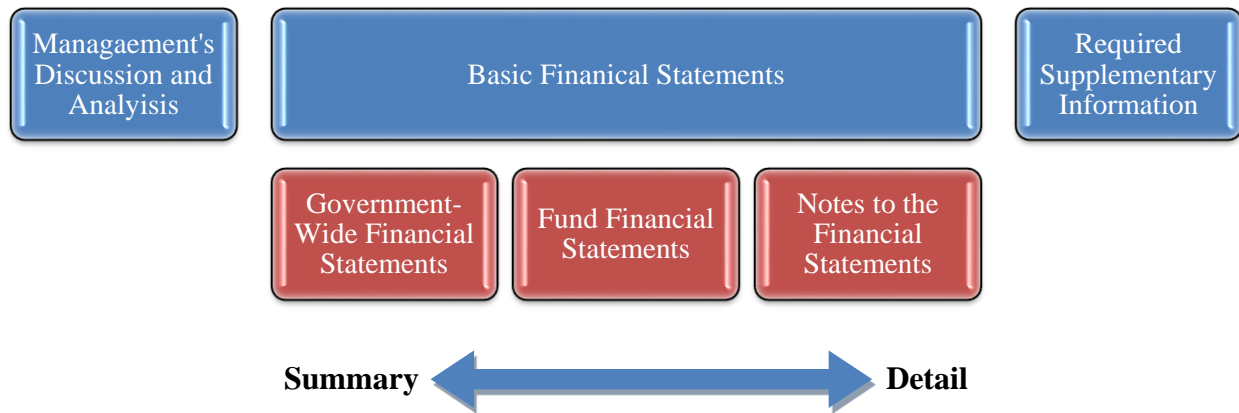 Managaement's
Discussion and
Analyisis
Basic Finanical Statements
Required
Supplementary
Information
Government-
Wide Financial
Statements
Fund Financial
Statements
Notes to the
Financial
Statements
Summary
Detail